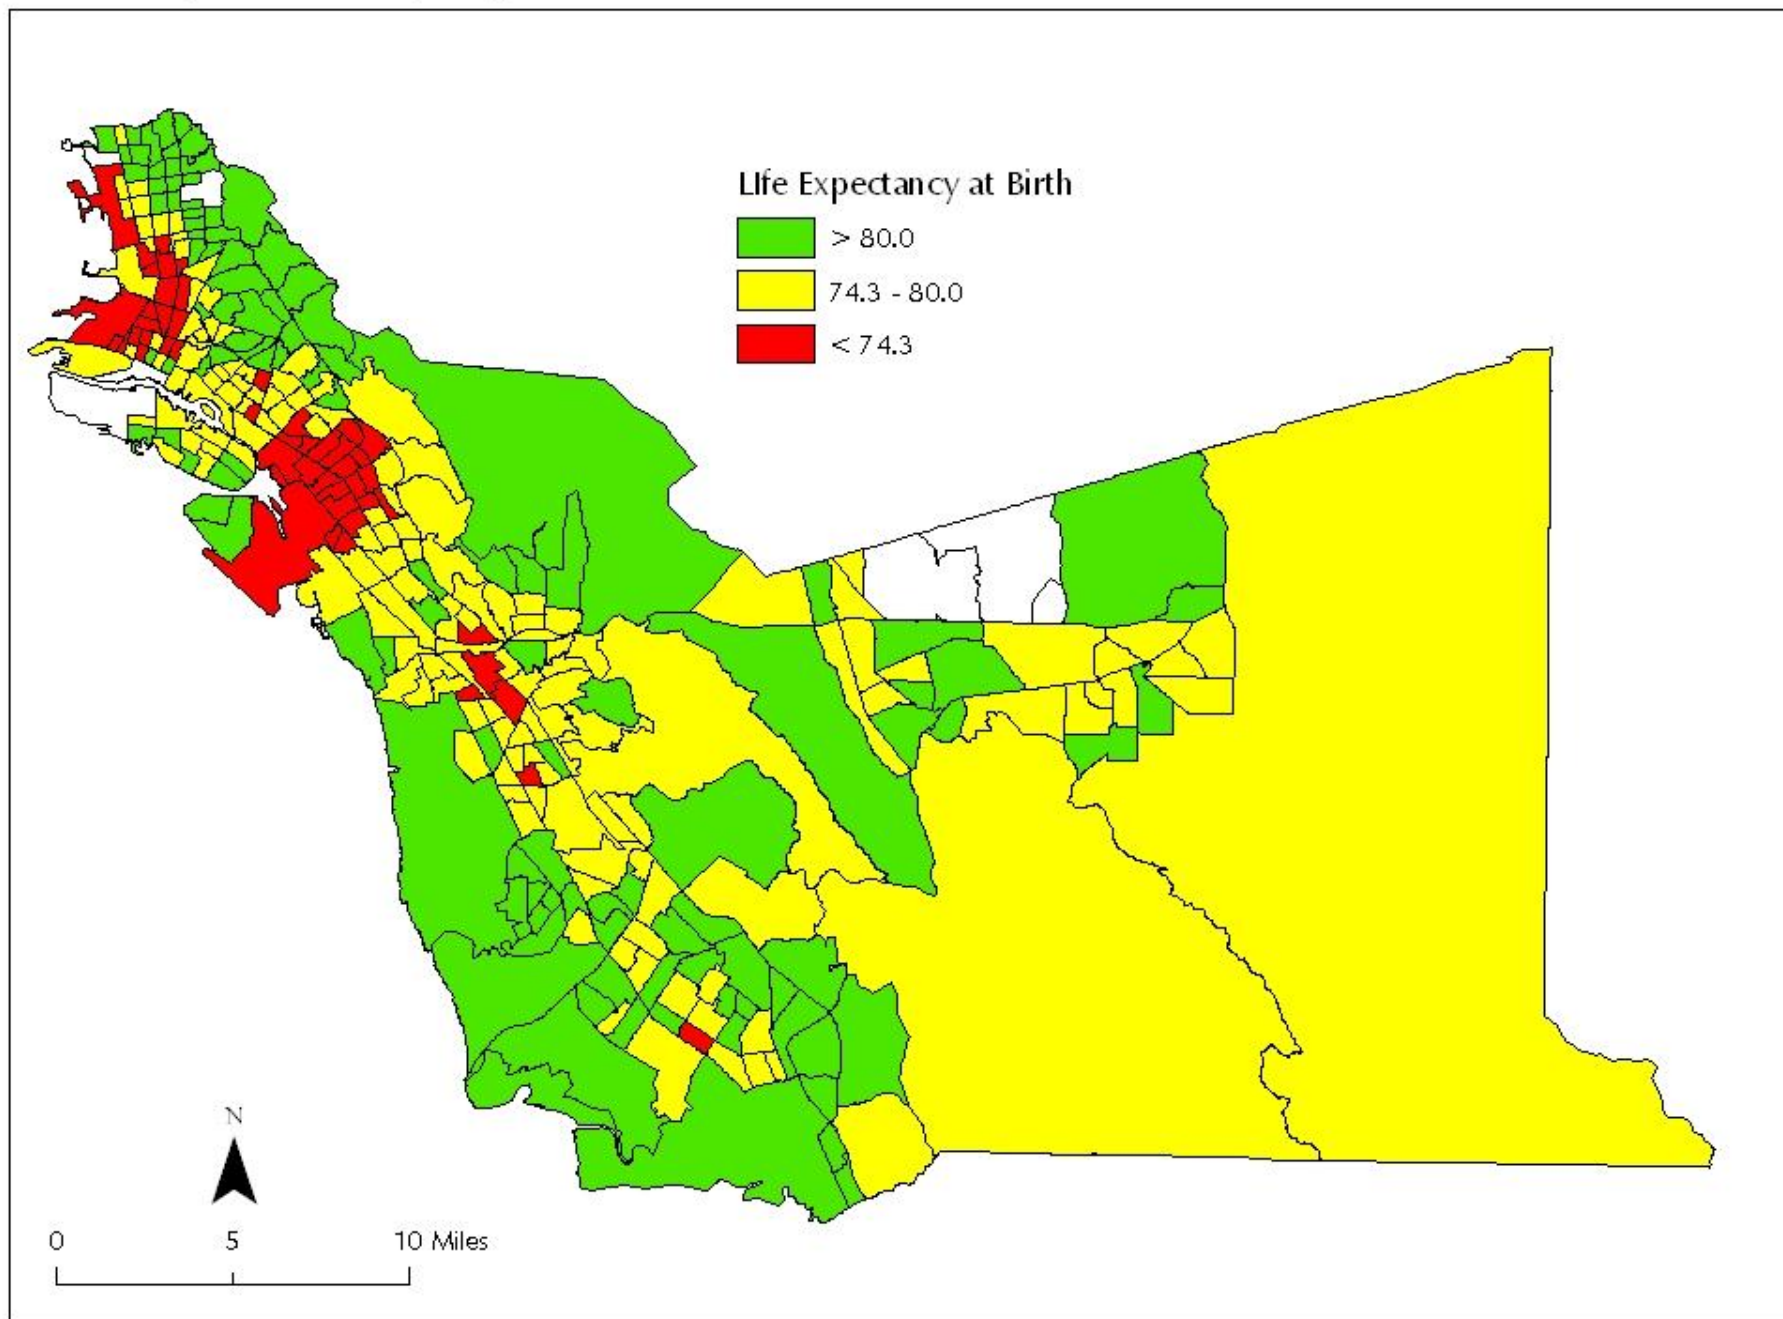 LIfe Expectancy at Birth
> 80.0
74.3 - 80.0
< 74.3
N
0 5 10 Miles